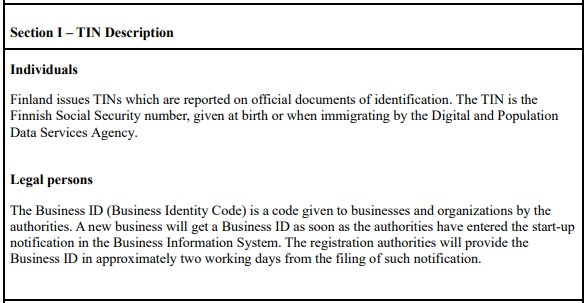 Section I – TIN Description
Individuals
Finland issues TINs which are reported on official documents of identification. The TIN is the
Finnish Social Security number, given at birth or when immigrating by the Digital and Population
Data Services Agency.
Legal persons
The Business ID (Business Identity Code) is a code given to businesses and organizations by the
authorities. A new business will get a Business ID as soon as the authorities have entered the start-up
notification in the Business Information System. The registration authorities will provide the
Business ID in approximately two working days from the filing of such notification.